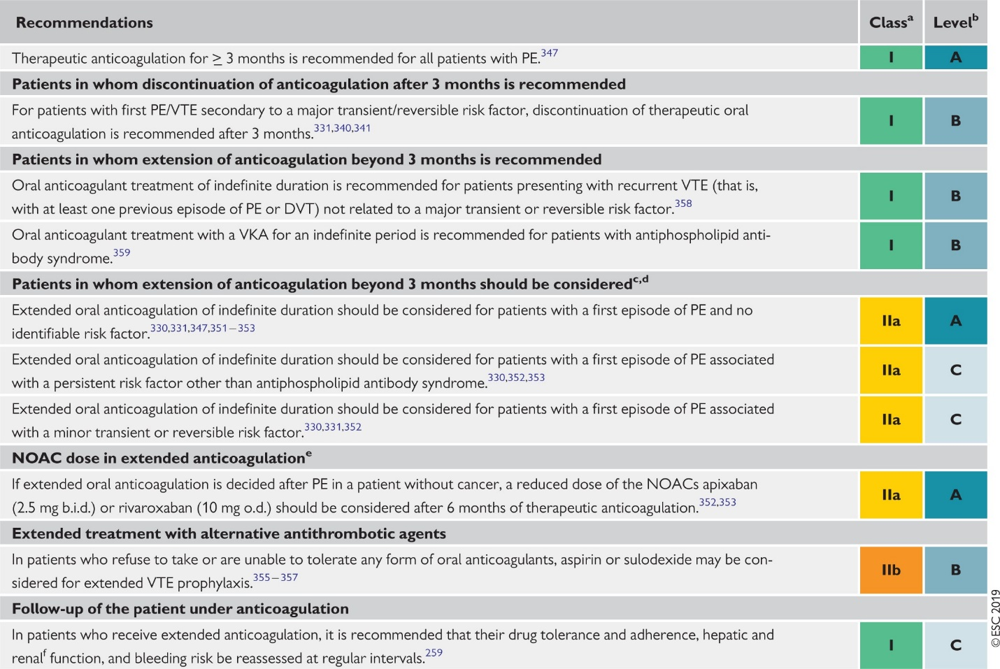 Recommendations Classᵃ Levelᵇ
Therapeutic anticoagulation for ≥ 3 months is recommended for all patients with PE.³⁴⁷ I A
Patients in whom discontinuation of anticoagulation after 3 months is recommended
For patients with first PE/VTE secondary to a major transient/reversible risk factor, discontinuation of therapeutic oral
anticoagulation is recommended after 3 months.³³¹,³⁴⁰,³⁴¹ I B
Patients in whom extension of anticoagulation beyond 3 months is recommended
Oral anticoagulant treatment of indefinite duration is recommended for patients presenting with recurrent VTE (that is,
with at least one previous episode of PE or DVT) not related to a major transient or reversible risk factor.³⁵⁸ I B
Oral anticoagulant treatment with a VKA for an indefinite period is recommended for patients with antiphospholipid anti-
body syndrome.³⁵⁹ I B
Patients in whom extension of anticoagulation beyond 3 months should be consideredᶜ,ᵈ
Extended oral anticoagulation of indefinite duration should be considered for patients with a first episode of PE and no
identifiable risk factor.³³⁰,³³¹,³⁴⁷,³⁵¹–³⁵³ IIa A
Extended oral anticoagulation of indefinite duration should be considered for patients with a first episode of PE associated
with a persistent risk factor other than antiphospholipid antibody syndrome.³³⁰,³⁵²,³⁵³ IIa C
Extended oral anticoagulation of indefinite duration should be considered for patients with a first episode of PE associated
with a minor transient or reversible risk factor.³³⁰,³³¹,³⁵² IIa C
NOAC dose in extended anticoagulationᵉ
If extended oral anticoagulation is decided after PE in a patient without cancer, a reduced dose of the NOACs apixaban
(2.5 mg b.i.d.) or rivaroxaban (10 mg o.d.) should be considered after 6 months of therapeutic anticoagulation.³⁵²,³⁵³ IIa A
Extended treatment with alternative antithrombotic agents
In patients who refuse to take or are unable to tolerate any form of oral anticoagulants, aspirin or sulodexide may be con-
sidered for extended VTE prophylaxis.³⁵⁵–³⁵⁷ IIb B
Follow-up of the patient under anticoagulation
In patients who receive extended anticoagulation, it is recommended that their drug tolerance and adherence, hepatic and
renalᶠ function, and bleeding risk be reassessed at regular intervals.²⁵⁹ I C
© ESC 2019